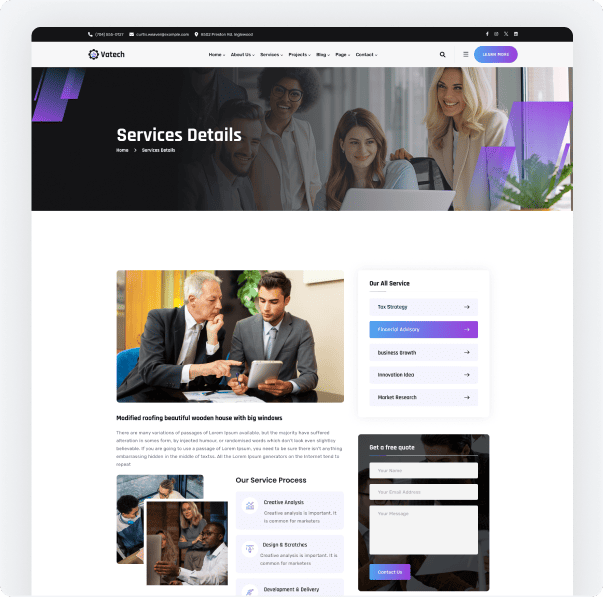 (704) 555-0127 curtis.weaver@example.com 6502 Preston Rd. Inglewood
Vatech Home About Us Services Projects Blog Page Contact LEARN MORE
Services Details
Home > Services Details
Our All Service
Tax Strategy
Financial Advisory
business Growth
Innovation Idea
Market Research
Modified roofing beautiful wooden house with big windows
There are many variations of passages of Lorem Ipsum available, but the majority have suffered
alteration in somes form, by injected humour, or randomised words which don't look even slightloy
believable. If you are going to use a passage of Lorem Ipsum, you need to be sure there isn't anything
embarrassing hidden in the middle of textss. All the Lorem Ipsum generators on the Internet tend to
repeat
Our Service Process
Creative Analysis
Creative analysis is important. It
is common for marketers
Design & Scratches
Creative analysis is important. It
is common for marketers
Development & Delivery
Get a free quote
Your Name
Your Email Address
Your Message
Contact Us